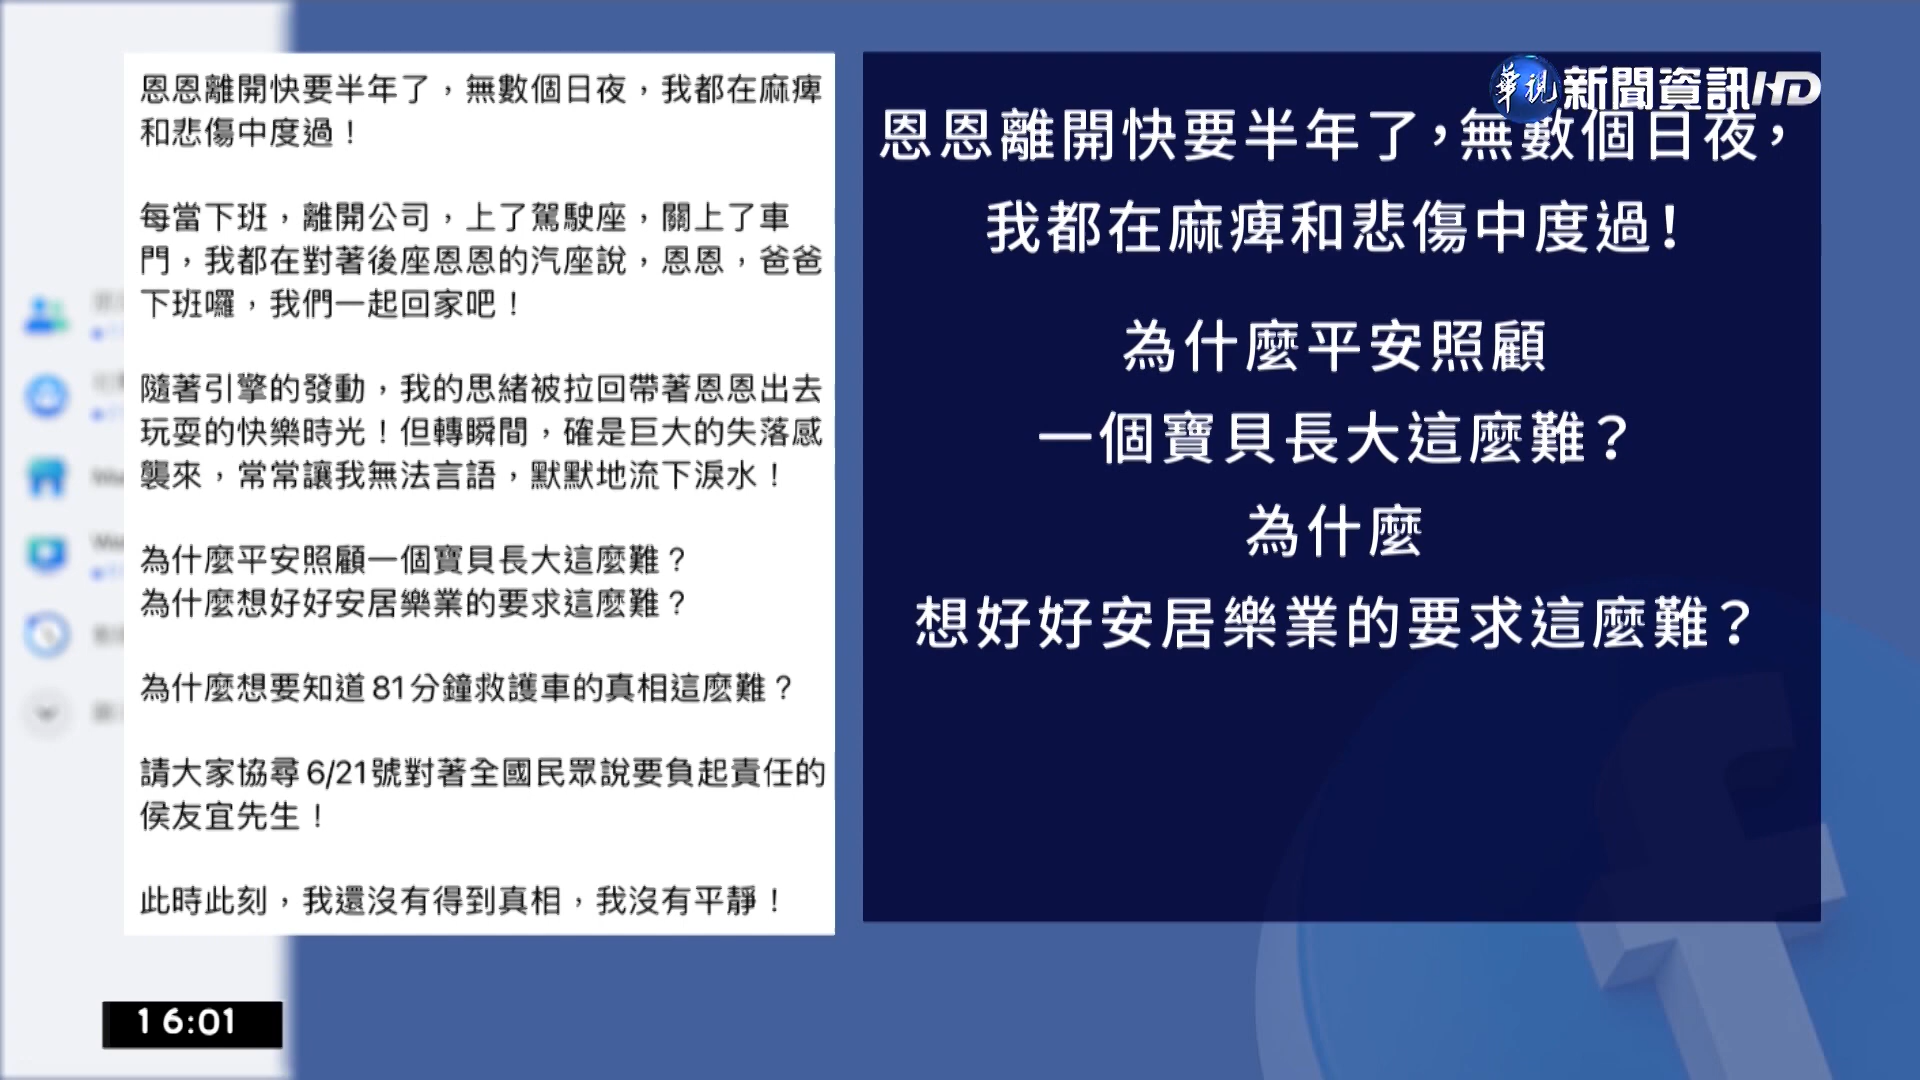 恩恩離開快要半年了，無數個日夜，我都在麻痺
和悲傷中度過！
每當下班，離開公司，上了駕駛座，關上了車
門，我都在對著後座恩恩的汽座說，恩恩，爸爸
下班囉，我們一起回家吧！
隨著引擎的發動，我的思緒被拉回帶著恩恩出去
玩耍的快樂時光！但轉瞬間，確是巨大的失落感
襲來，常常讓我無法言語，默默地流下淚水！
為什麼平安照顧一個寶貝長大這麼難？
為什麼想好好安居樂業的要求這麼難？
為什麼想要知道81分鐘救護車的真相這麼難？
請大家協尋6/21號對著全國民眾說要負起責任的
侯友宜先生！
此時此刻，我還沒有得到真相，我沒有平靜！
華視新聞資訊HD
恩恩離開快要半年了，無數個日夜，
我都在麻痺和悲傷中度過！
為什麼平安照顧
一個寶貝長大這麼難？
為什麼
想好好安居樂業的要求這麼難？
16:01